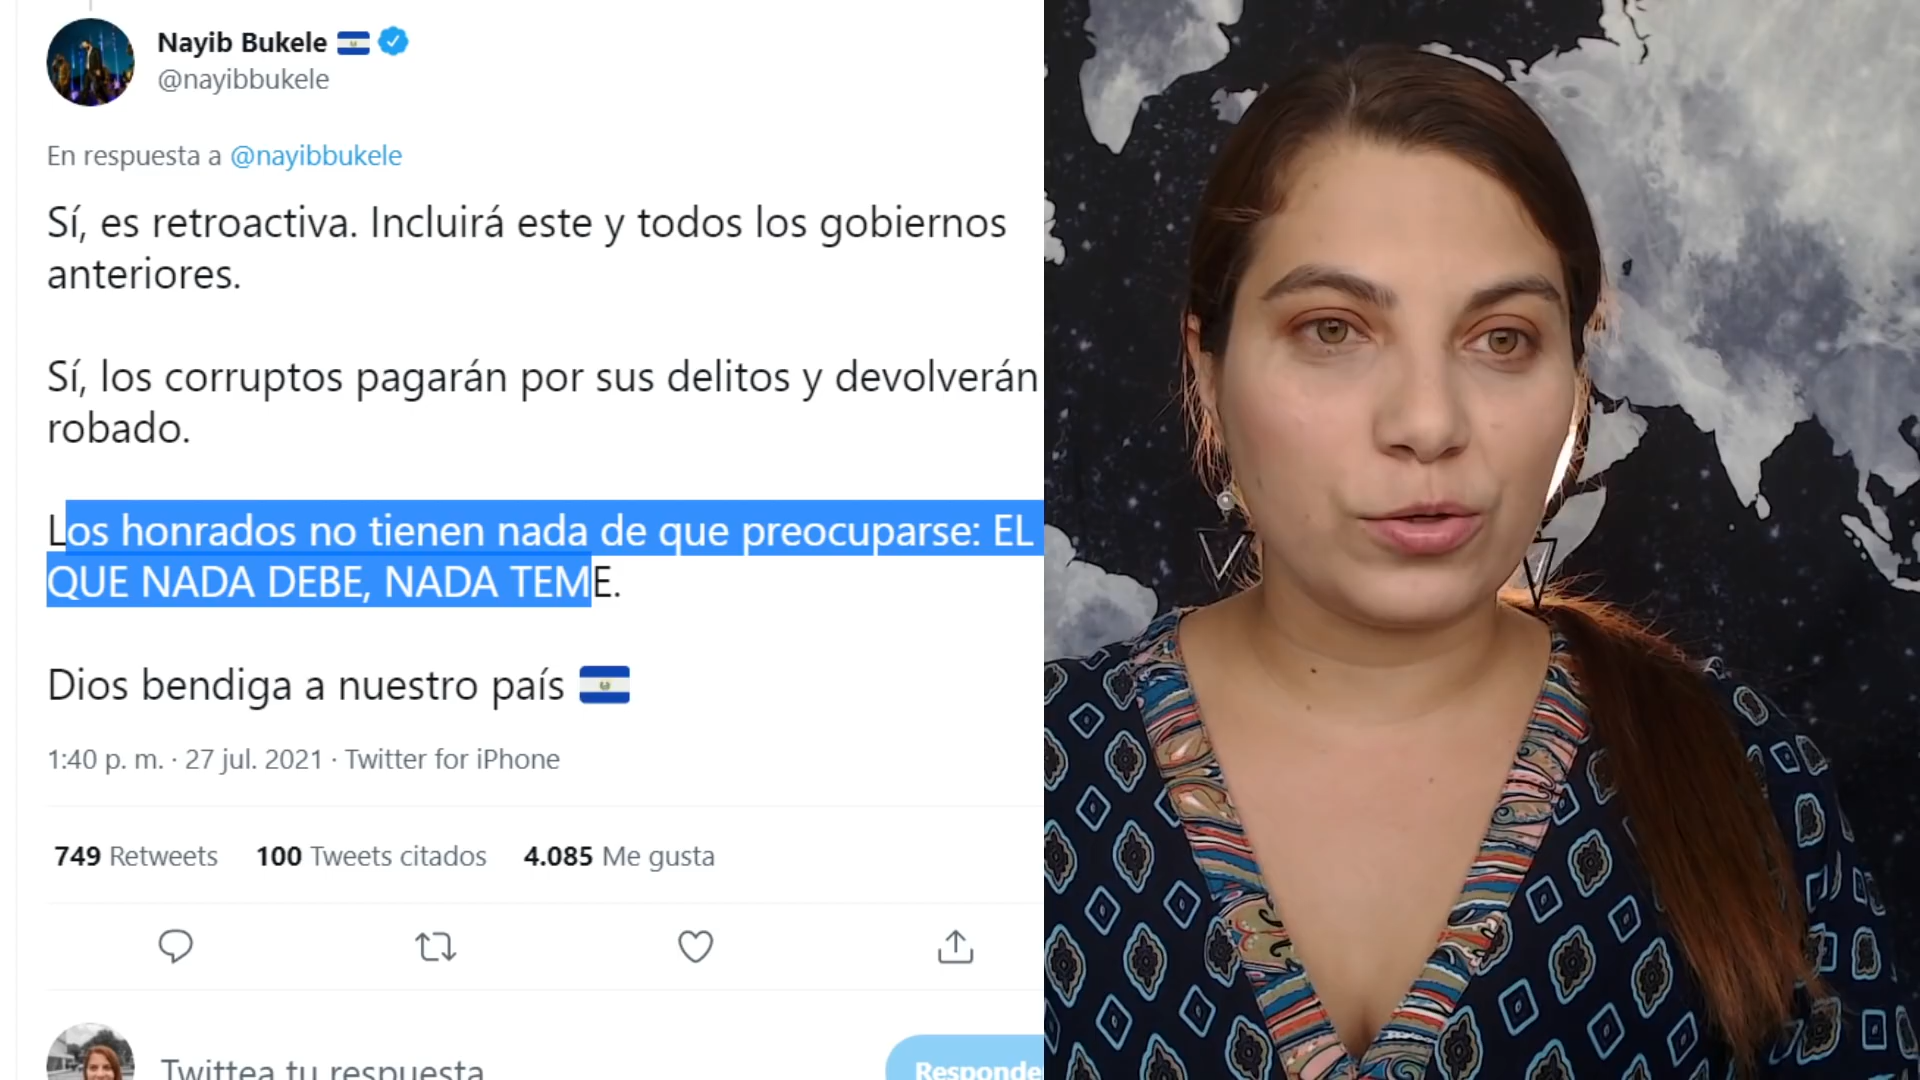 Nayib Bukele
@nayibbukele
En respuesta a @nayibbukele
Sí, es retroactiva. Incluirá este y todos los gobiernos
anteriores.
Sí, los corruptos pagarán por sus delitos y devolverán
robado.
Los honrados no tienen nada de que preocuparse: EL
QUE NADA DEBE, NADA TEME.
Dios bendiga a nuestro país
1:40 p. m. · 27 jul. 2021 · Twitter for iPhone
749 Retweets 100 Tweets citados 4.085 Me gusta
Twittea tu respuesta
Responde